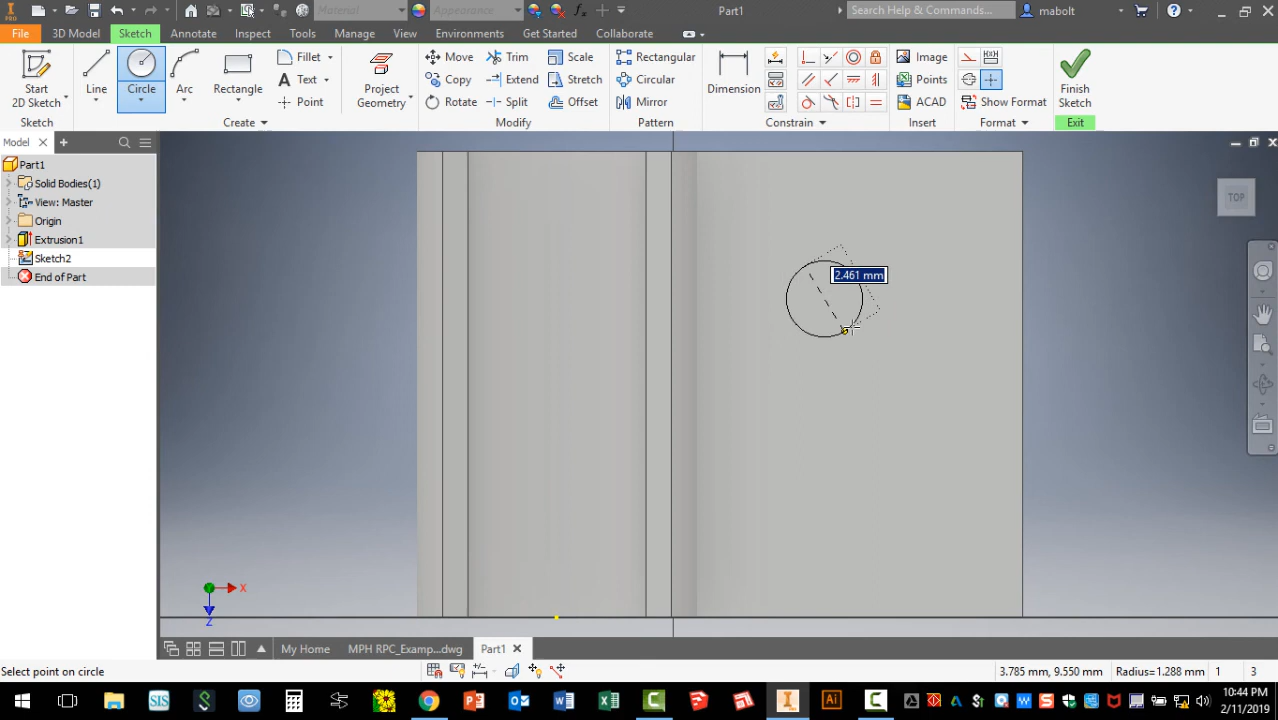 Material
Appearance
Part1
Search Help & Commands...
mabolt
PRO
File
3D Model
Sketch
Annotate
Inspect
Tools
Manage
View
Environments
Get Started
Collaborate
Start
2D Sketch
Line
Circle
Arc
Rectangle
Fillet
Text
Point
Project
Geometry
Move
Copy
Rotate
Trim
Extend
Split
Scale
Stretch
Offset
Rectangular
Circular
Mirror
Dimension
Image
Points
ACAD
Show Format
Finish
Sketch
Sketch
Create
Modify
Pattern
Constrain
Insert
Format
Exit
Model
Part1
Solid Bodies(1)
View: Master
Origin
Extrusion1
Sketch2
End of Part
TOP
2.461 mm
X
Z
My Home
MPH RPC_Examp...dwg
Part1
Select point on circle
3.785 mm, 9.550 mm
Radius=1.288 mm
1
3
10:44 PM
2/11/2019